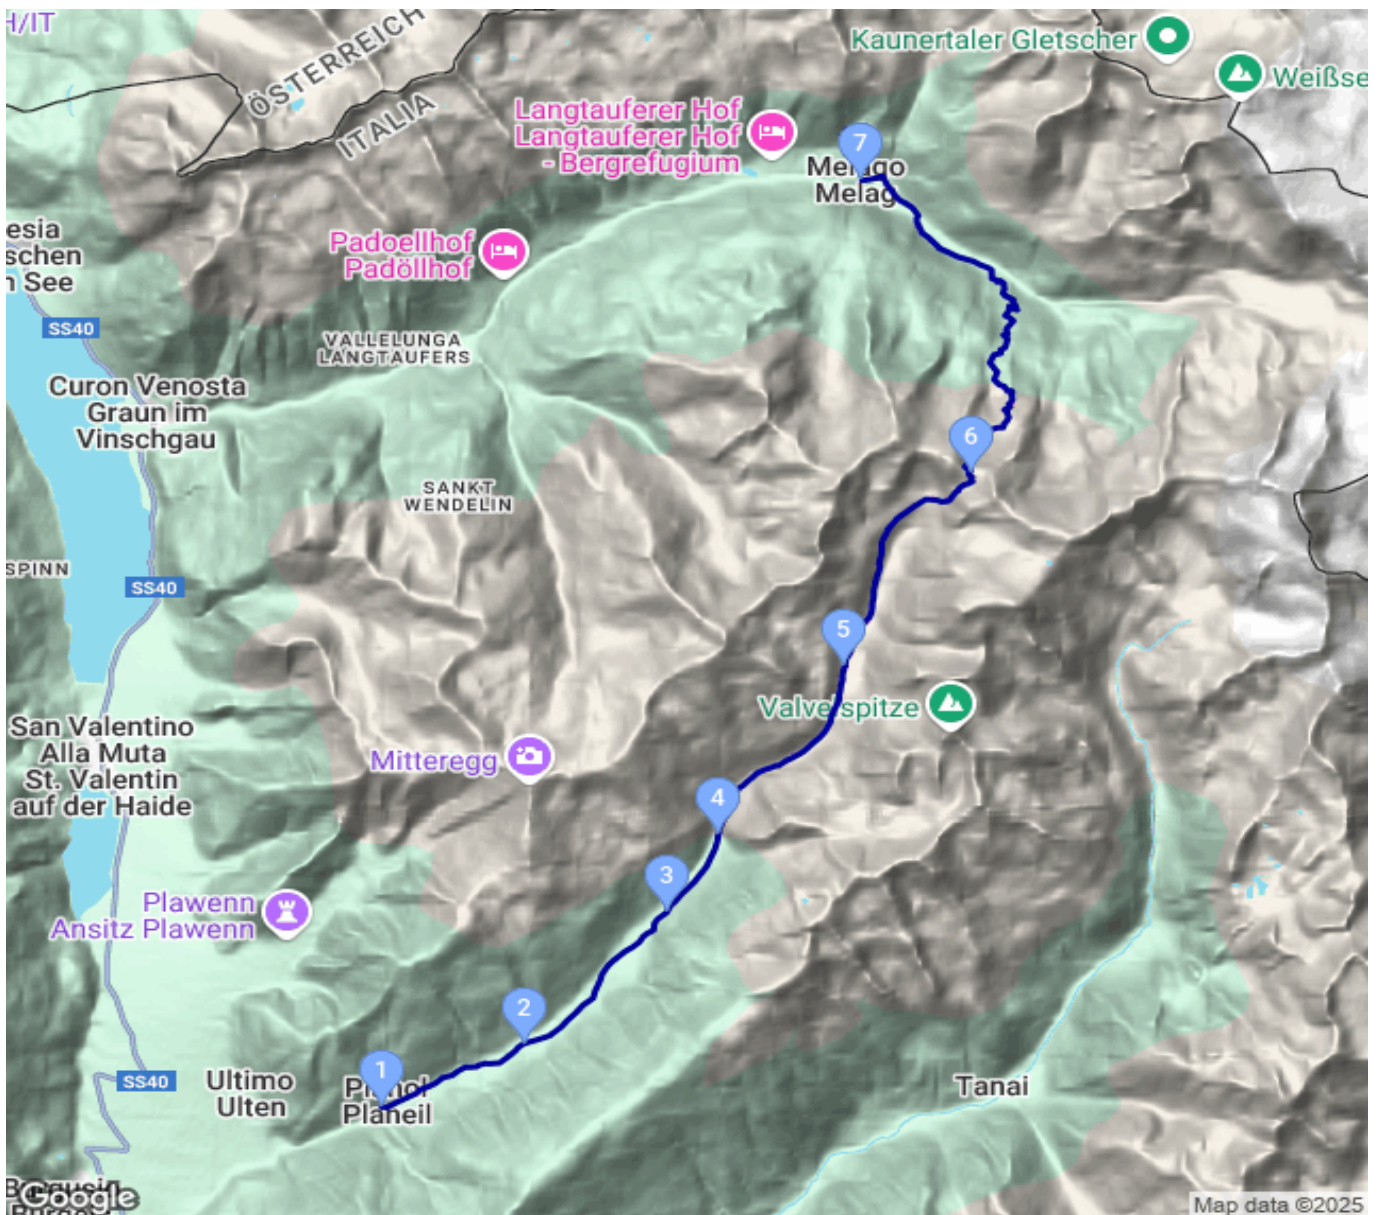 H/IT
ÖSTERREICH
ITALIA
Kaunertaler Gletscher
Weißse
Langtauferer Hof
Langtauferer Hof
- Bergrefugium
7
Melago
Melag
esia
schen
n See
Padoellhof
Padöllhof
SS40
VALLELUNGA
LANGTAUFERS
Curon Venosta
Graun im
Vinschgau
6
SANKT
WENDELIN
SPINN
SS40
5
Valvelspitze
San Valentino
Alla Muta
St. Valentin
auf der Haide
Mitteregg
4
3
Plawenn
Ansitz Plawenn
2
1
SS40
Ultimo
Ulten
Planol
Planeil
Tanai
Google
Map data ©2025